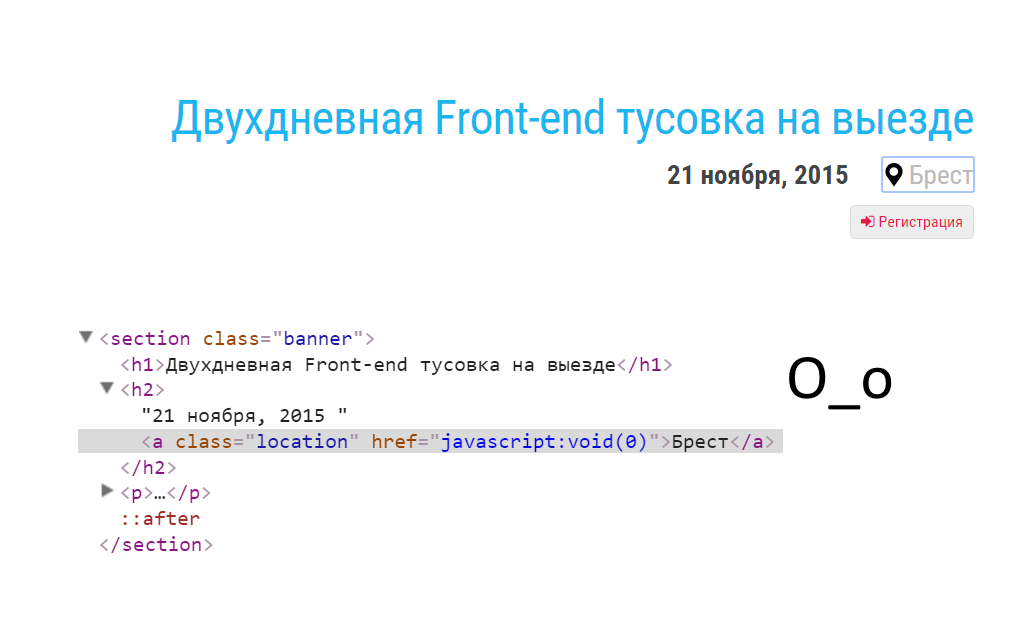 Двухдневная Front-end тусовка на выезде
21 ноября, 2015 Брест
Регистрация
<section class="banner">
<h1>Двухдневная Front-end тусовка на выезде</h1>
<h2>
"21 ноября, 2015 "
<a class="location" href="javascript:void(0)">Брест</a>
</h2>
<p>…</p>
::after
</section>
O_o